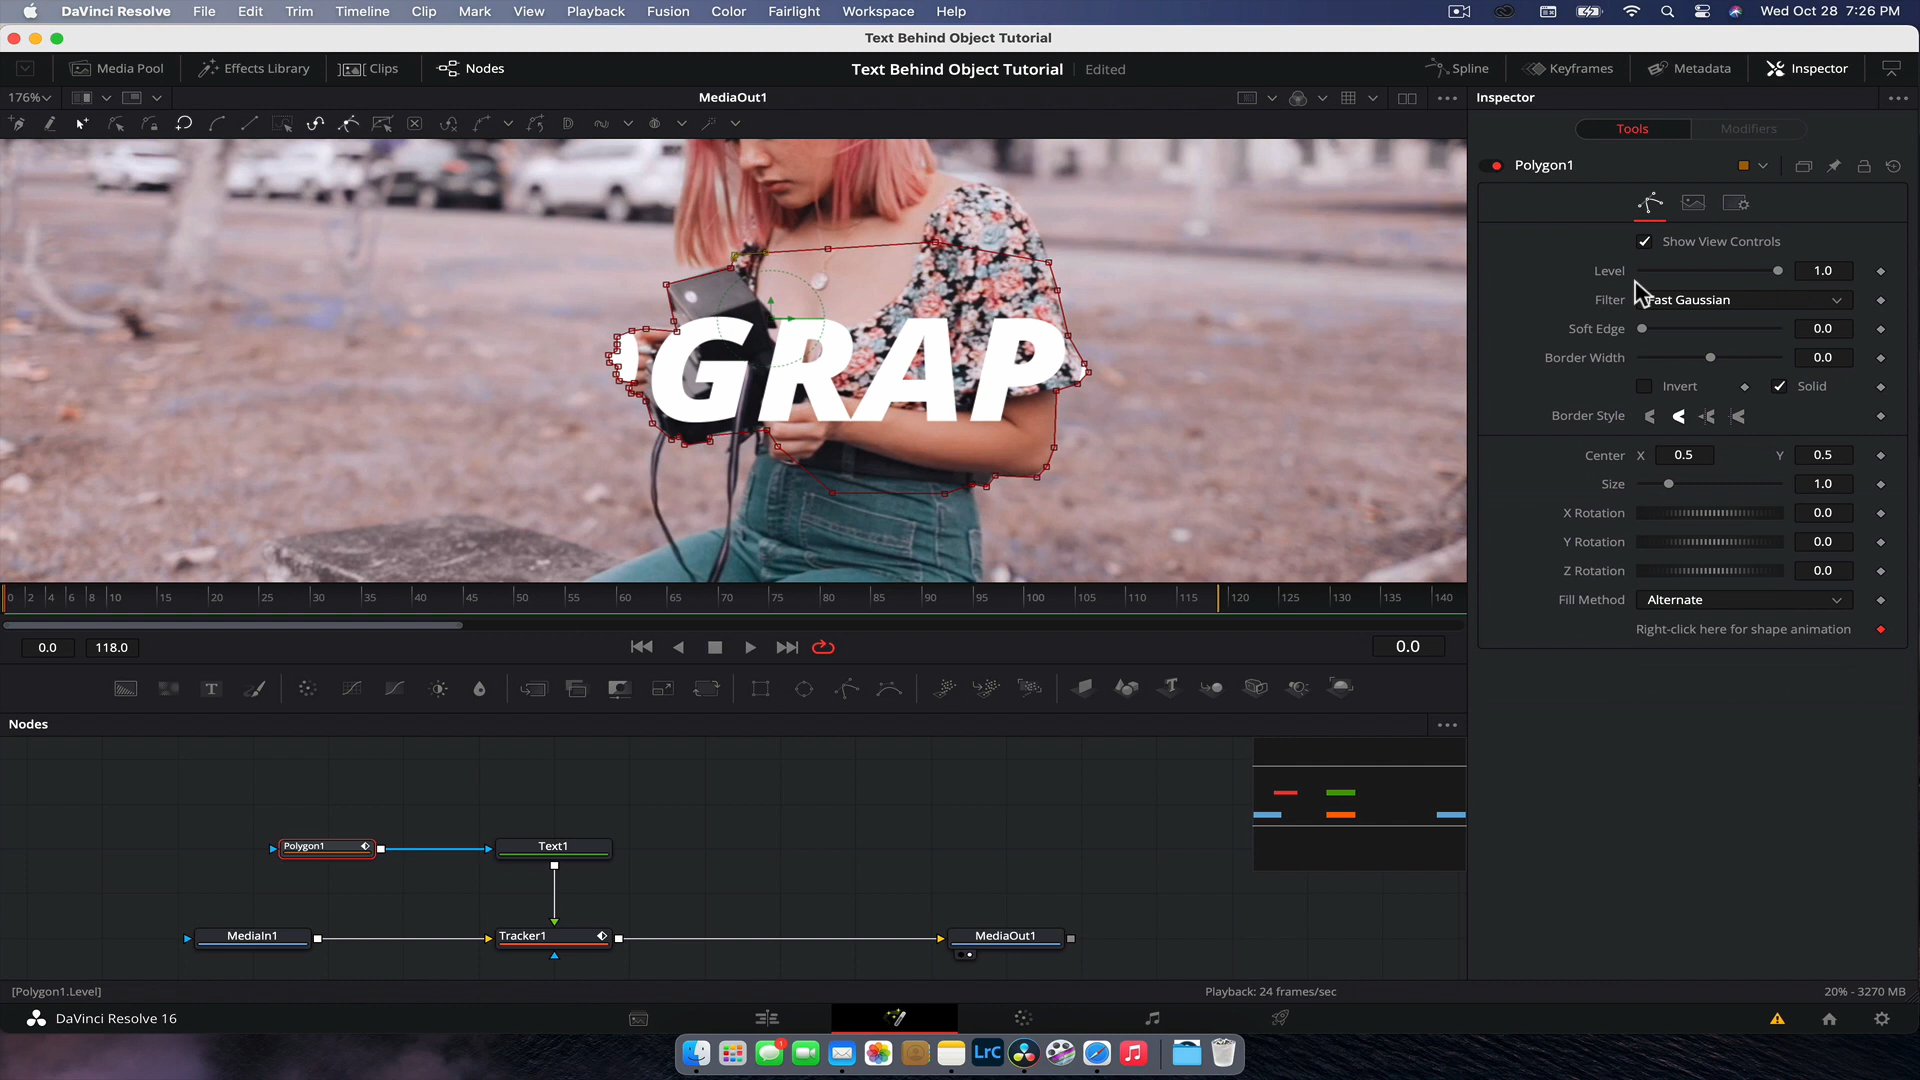 DaVinci Resolve File Edit Trim Timeline Clip Mark View Playback Fusion Color Fairlight Workspace Help Wed Oct 28 7:26 PM
Text Behind Object Tutorial
Media Pool Effects Library Clips Nodes Text Behind Object Tutorial Edited Spline Keyframes Metadata Inspector
176% MediaOut1 Inspector
Tools Modifiers
Polygon1
Show View Controls
Level 1.0
Filter Fast Gaussian
Soft Edge 0.0
Border Width 0.0
Invert Solid
Border Style
Center X 0.5 Y 0.5
Size 1.0
X Rotation 0.0
Y Rotation 0.0
Z Rotation 0.0
Fill Method Alternate
Right-click here for shape animation
GRAP
0 2 4 6 8 10 15 20 25 30 35 40 45 50 55 60 65 70 75 80 85 90 95 100 105 110 115 120 125 130 135 140
0.0 118.0 0.0
T T
Nodes
Polygon1 Text1
MediaIn1 Tracker1 MediaOut1
[Polygon1.Level] Playback: 24 frames/sec 20% - 3270 MB
DaVinci Resolve 16
1
LrC